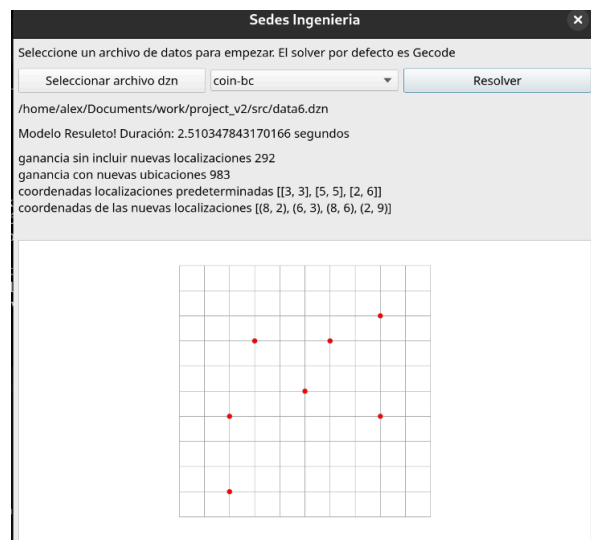 Sedes Ingenieria
Seleccione un archivo de datos para empezar. El solver por defecto es Gecode
Seleccionar archivo dzn
coin-bc
Resolver
/home/alex/Documents/work/project_v2/src/data6.dzn
Modelo Resuleto! Duración: 2.510347843170166 segundos
ganancia sin incluir nuevas localizaciones 292
ganancia con nuevas ubicaciones 983
coordenadas localizaciones predeterminadas [[3, 3], [5, 5], [2, 6]]
coordenadas de las nuevas localizaciones [(8, 2), (6, 3), (8, 6), (2, 9)]